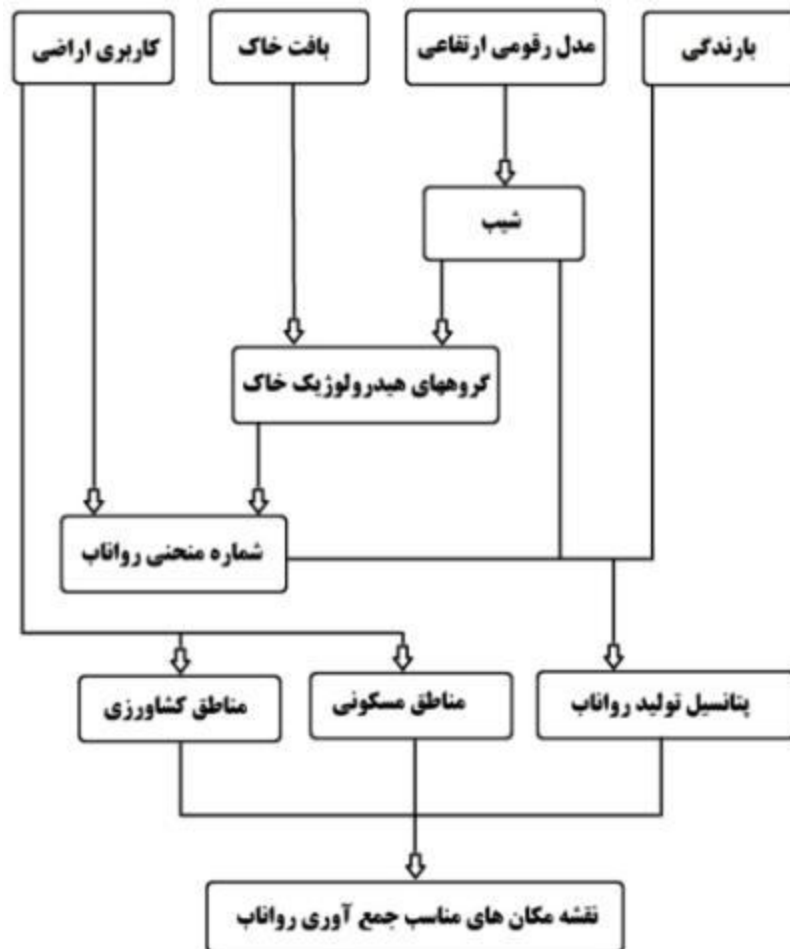 بارندگی
مدل رقومی ارتفاعی
بافت خاک
کاربری اراضی
شیب
گروههای هیدرولوژیک خاک
شماره منحنی رواناب
پتانسیل تولید رواناب
مناطق مسکونی
مناطق کشاورزی
نقشه مکان های مناسب جمع آوری رواناب